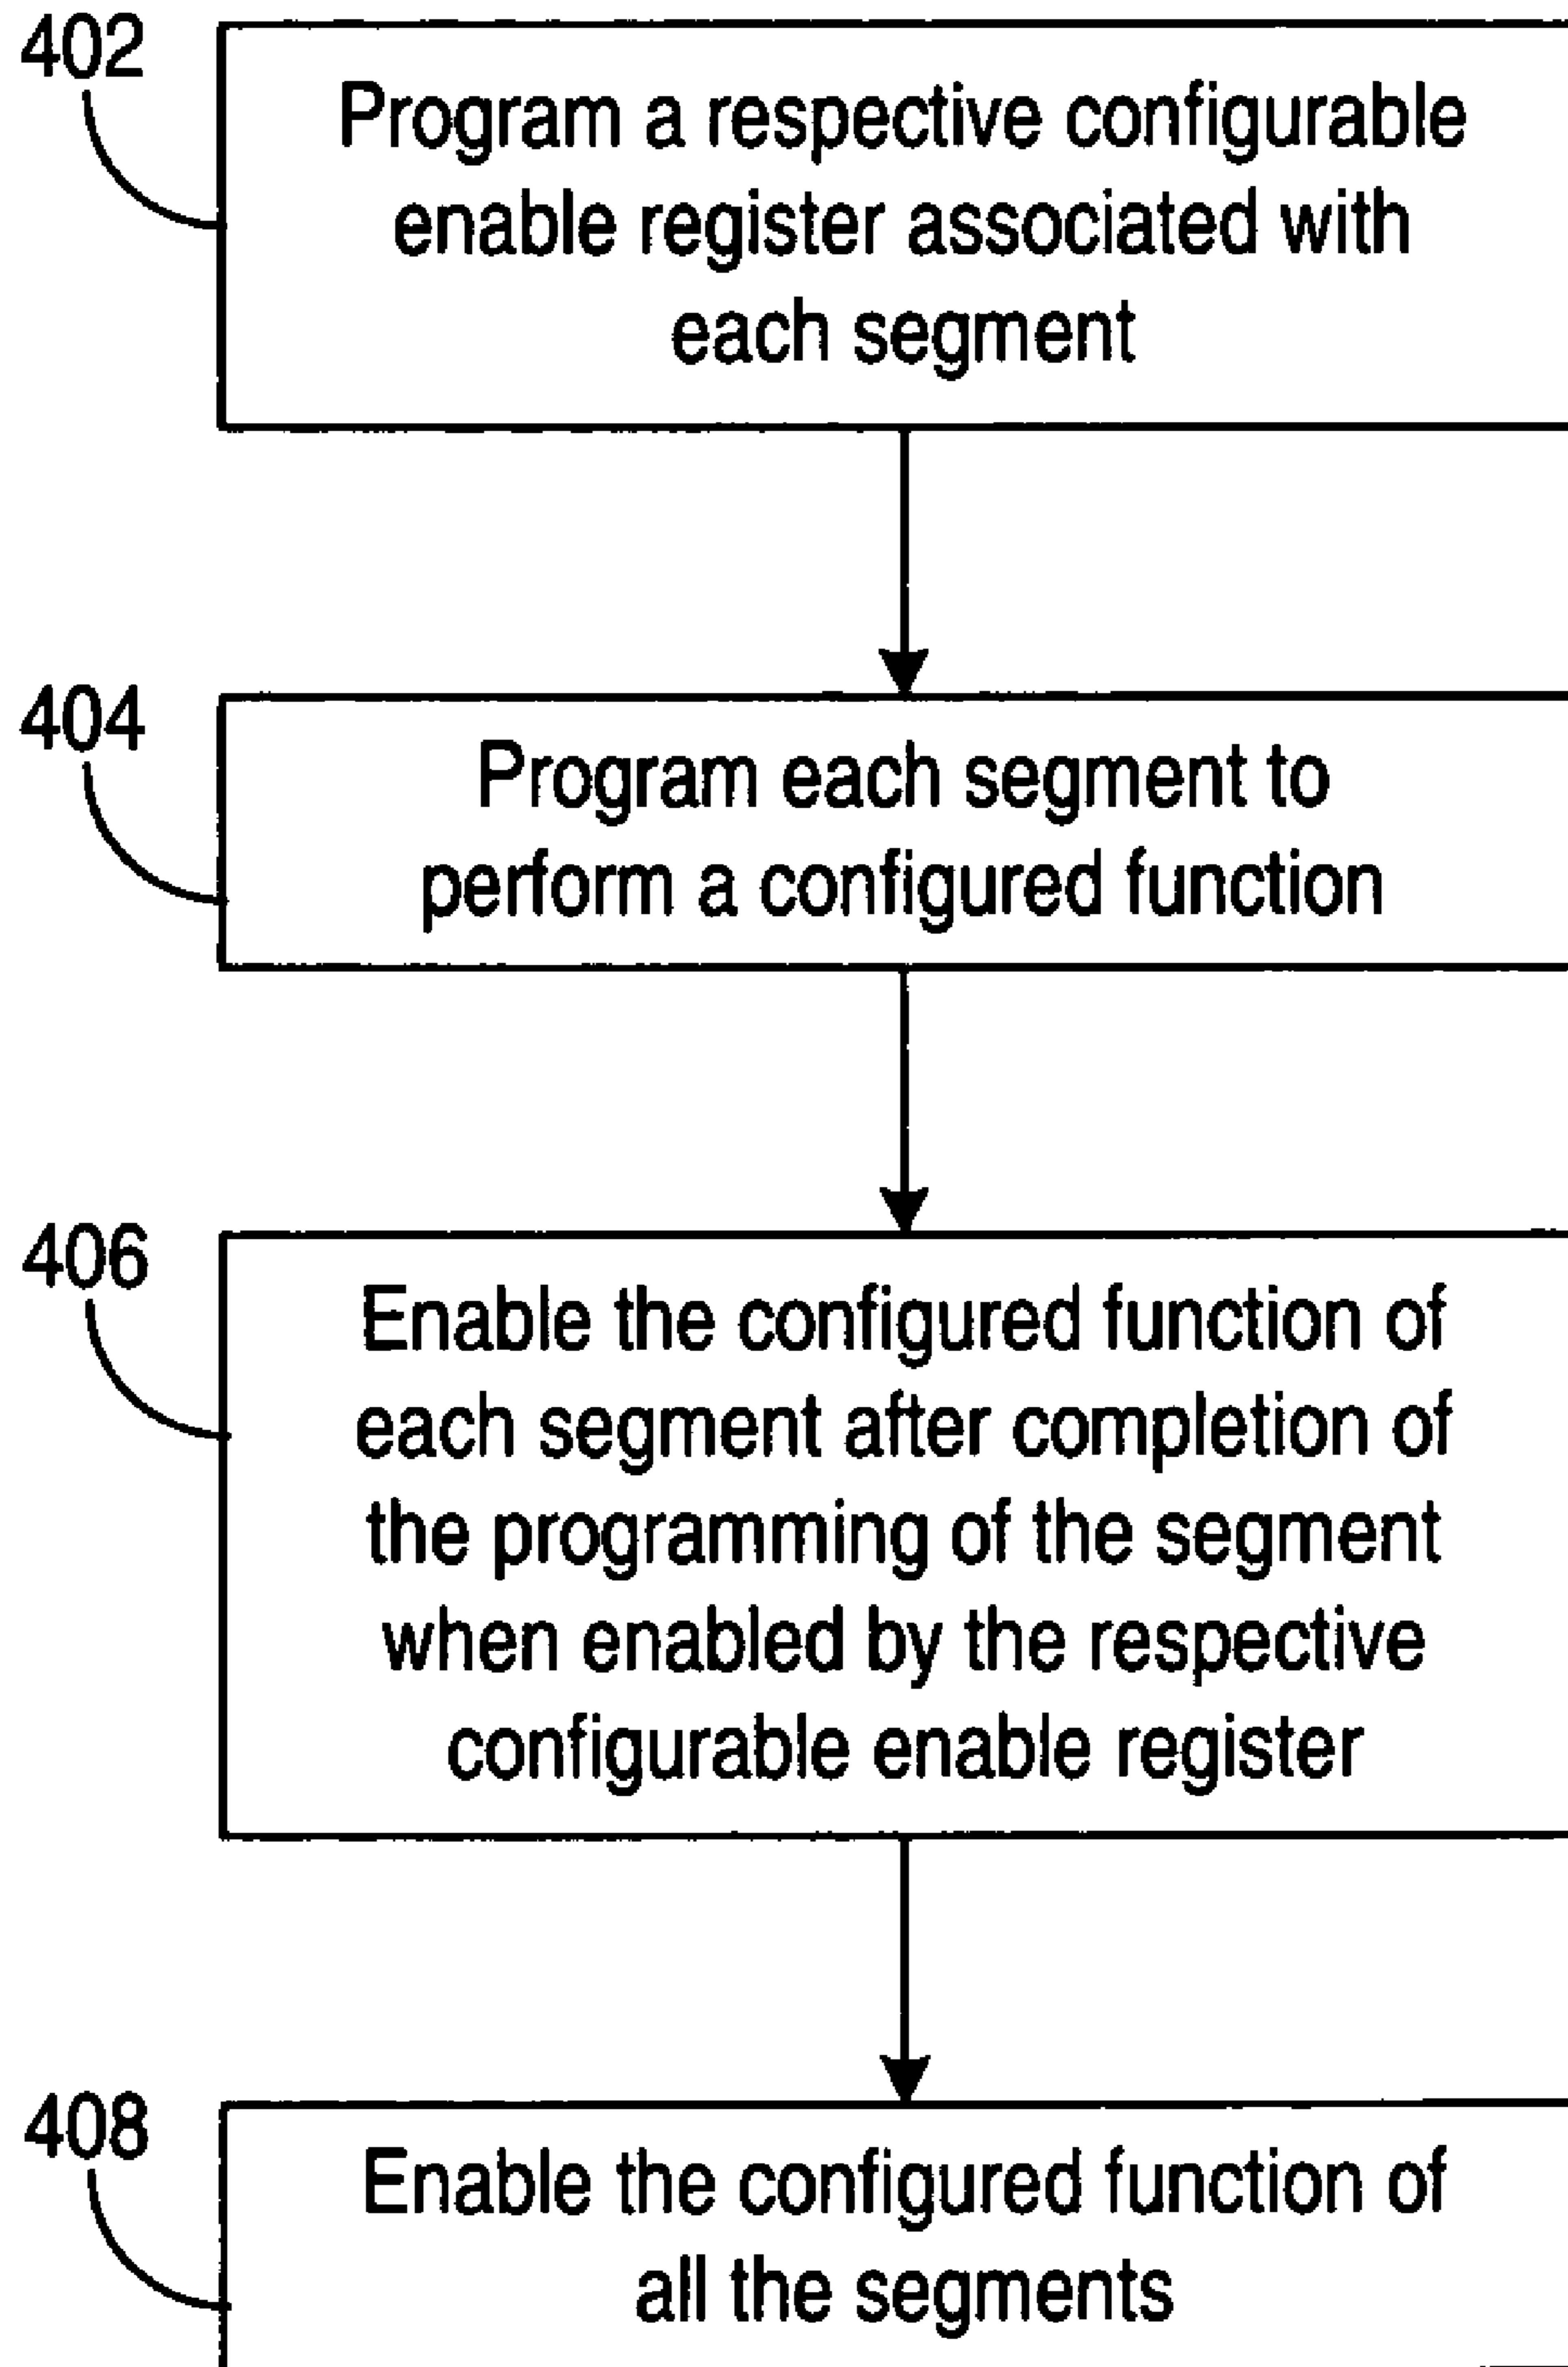 402
Program a respective configurable
enable register associated with
each segment
404
Program each segment to
perform a configured function
406
Enable the configured function of
each segment after completion of
the programming of the segment
when enabled by the respective
configurable enable register
408
Enable the configured function of
all the segments